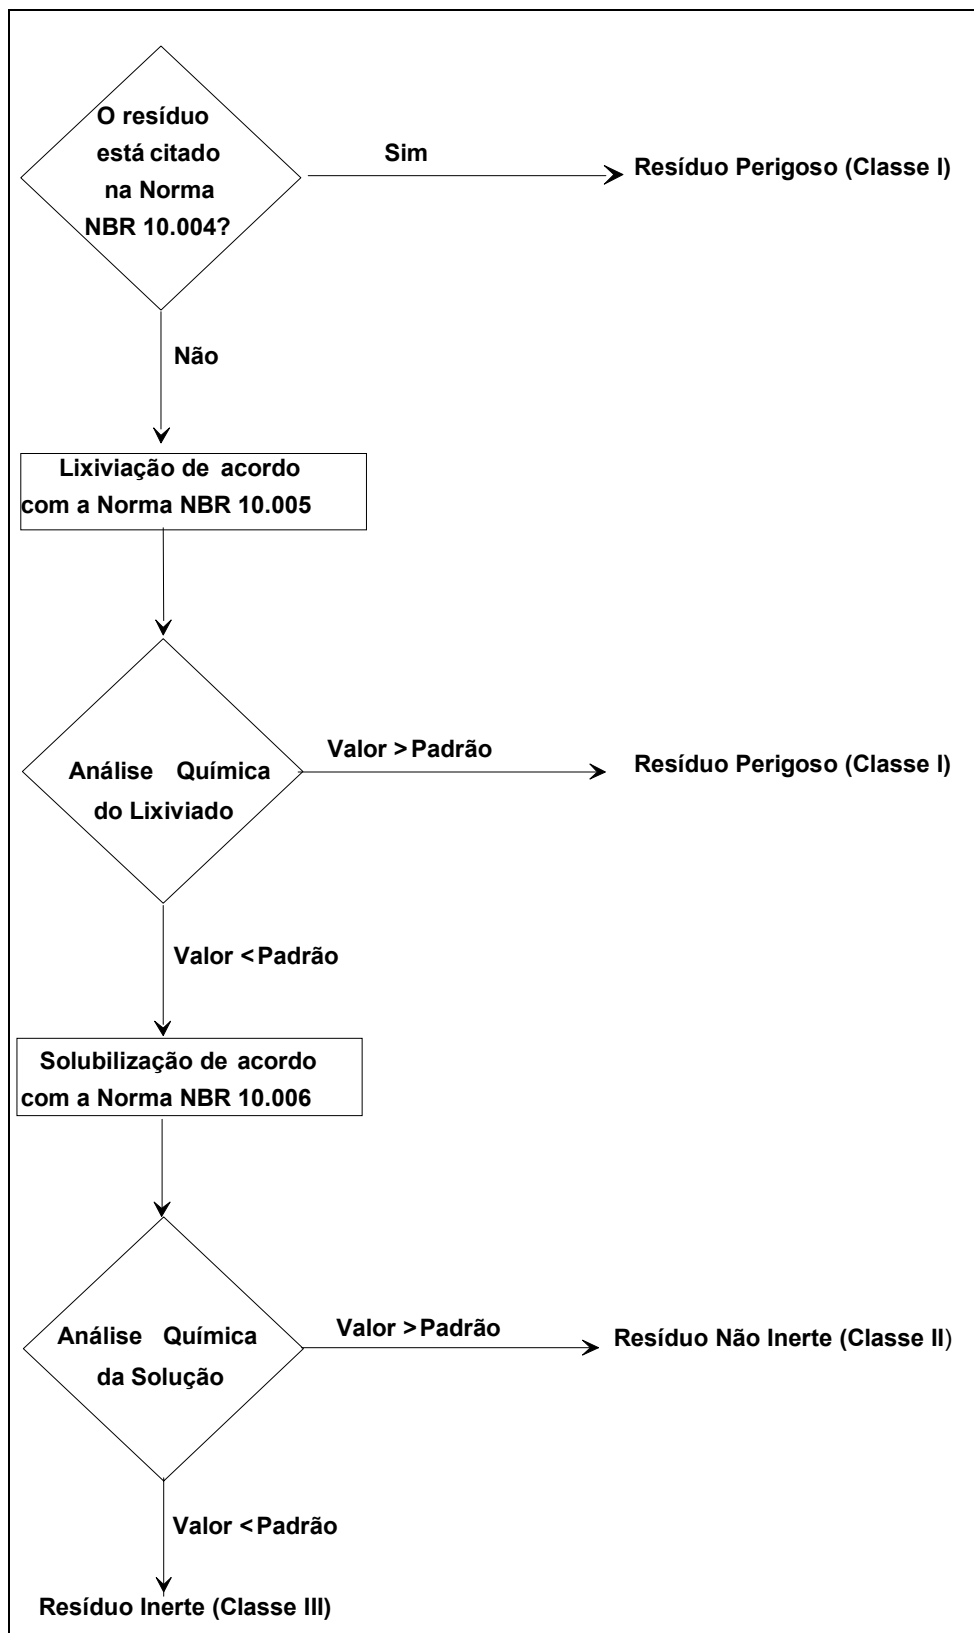 O resíduo
está citado
na Norma
NBR 10.004?
Sim
Resíduo Perigoso (Classe I)
Não
Lixiviação de acordo
com a Norma NBR 10.005
Análise Química
do Lixiviado
Valor > Padrão
Resíduo Perigoso (Classe I)
Valor < Padrão
Solubilização de acordo
com a Norma NBR 10.006
Análise Química
da Solução
Valor > Padrão
Resíduo Não Inerte (Classe II)
Valor < Padrão
Resíduo Inerte (Classe III)